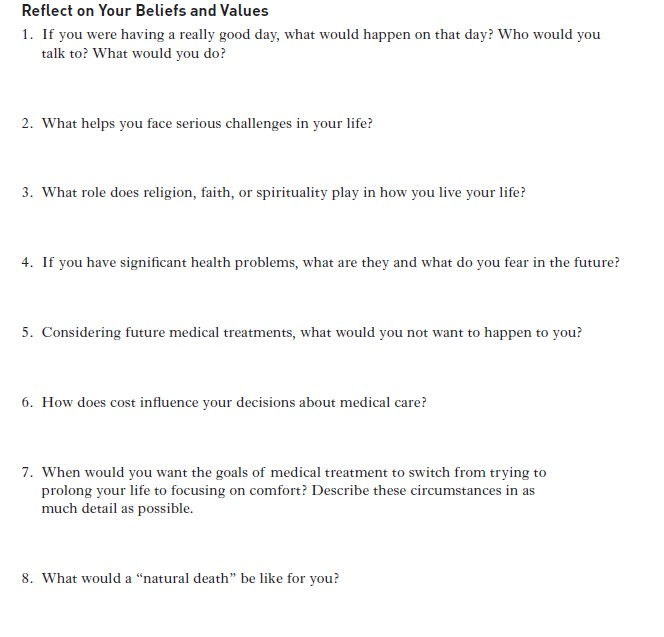 Reflect on Your Beliefs and Values
1. If you were having a really good day, what would happen on that day? Who would you
talk to? What would you do?
2. What helps you face serious challenges in your life?
3. What role does religion, faith, or spirituality play in how you live your life?
4. If you have significant health problems, what are they and what do you fear in the future?
5. Considering future medical treatments, what would you not want to happen to you?
6. How does cost influence your decisions about medical care?
7. When would you want the goals of medical treatment to switch from trying to
prolong your life to focusing on comfort? Describe these circumstances in as
much detail as possible.
8. What would a “natural death” be like for you?